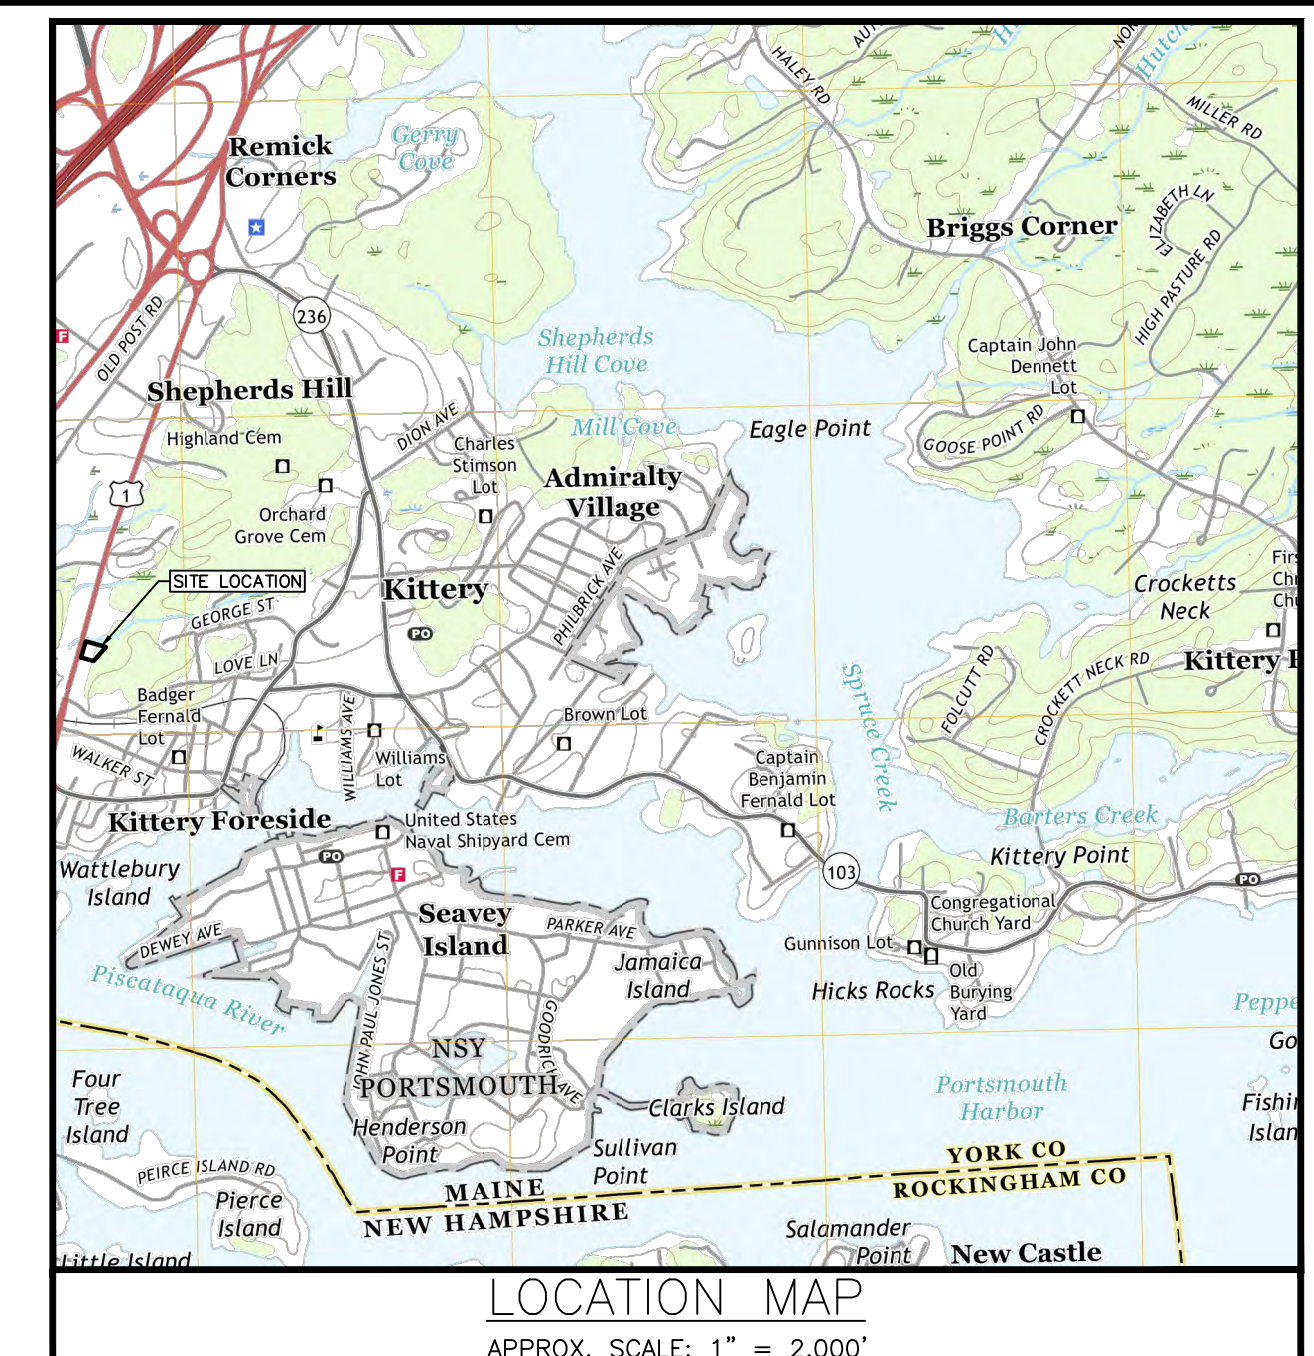 HALEY RD
MILLER RD
Gerry
Cove
Remick
Corners
ELIZABETH LN
Briggs Corner
HIGH PASTURE RD
OLD POST RD
236
F
Shepherds
Hill Cove
Captain John
Dennett
Lot
Shepherds Hill
DION AVE
Mill Cove
Eagle Point
GOOSE POINT RD
Highland Cem
Charles
Stimson
Lot
Admiralty
Village
1
Orchard
Grove Cem
SITE LOCATION
Kittery
PHILBRICK AVE
Crocketts
Neck
GEORGE ST
PO
LOVE LN
FOLCUTT RD
CROCKETT NECK RD
Kittery
Badger
Fernald
Lot
WILLIAMS AVE
Brown Lot
Spruce Creek
WALKER ST
Williams
Lot
Captain
Benjamin
Fernald Lot
Kittery Foreside
United States
Naval Shipyard Cem
Barters Creek
Wattlebury
Island
PO
F
103
Kittery Point
PO
DEWEY AVE
Seavey
Island
PARKER AVE
Congregational
Church Yard
Gunnison Lot
Piscataqua River
JOHN PAUL JONES ST
Jamaica
Island
Hicks Rocks
Old
Burying
Yard
GOODRICH AVE
NSY
PORTSMOUTH
Four
Tree
Island
Clarks Island
Portsmouth
Harbor
Henderson
Point
Sullivan
Point
PEIRCE ISLAND RD
Pierce
Island
YORK CO
ROCKINGHAM CO
MAINE
NEW HAMPSHIRE
Salamander
Point
New Castle
Little Island
LOCATION MAP
APPROX. SCALE: 1" = 2,000'